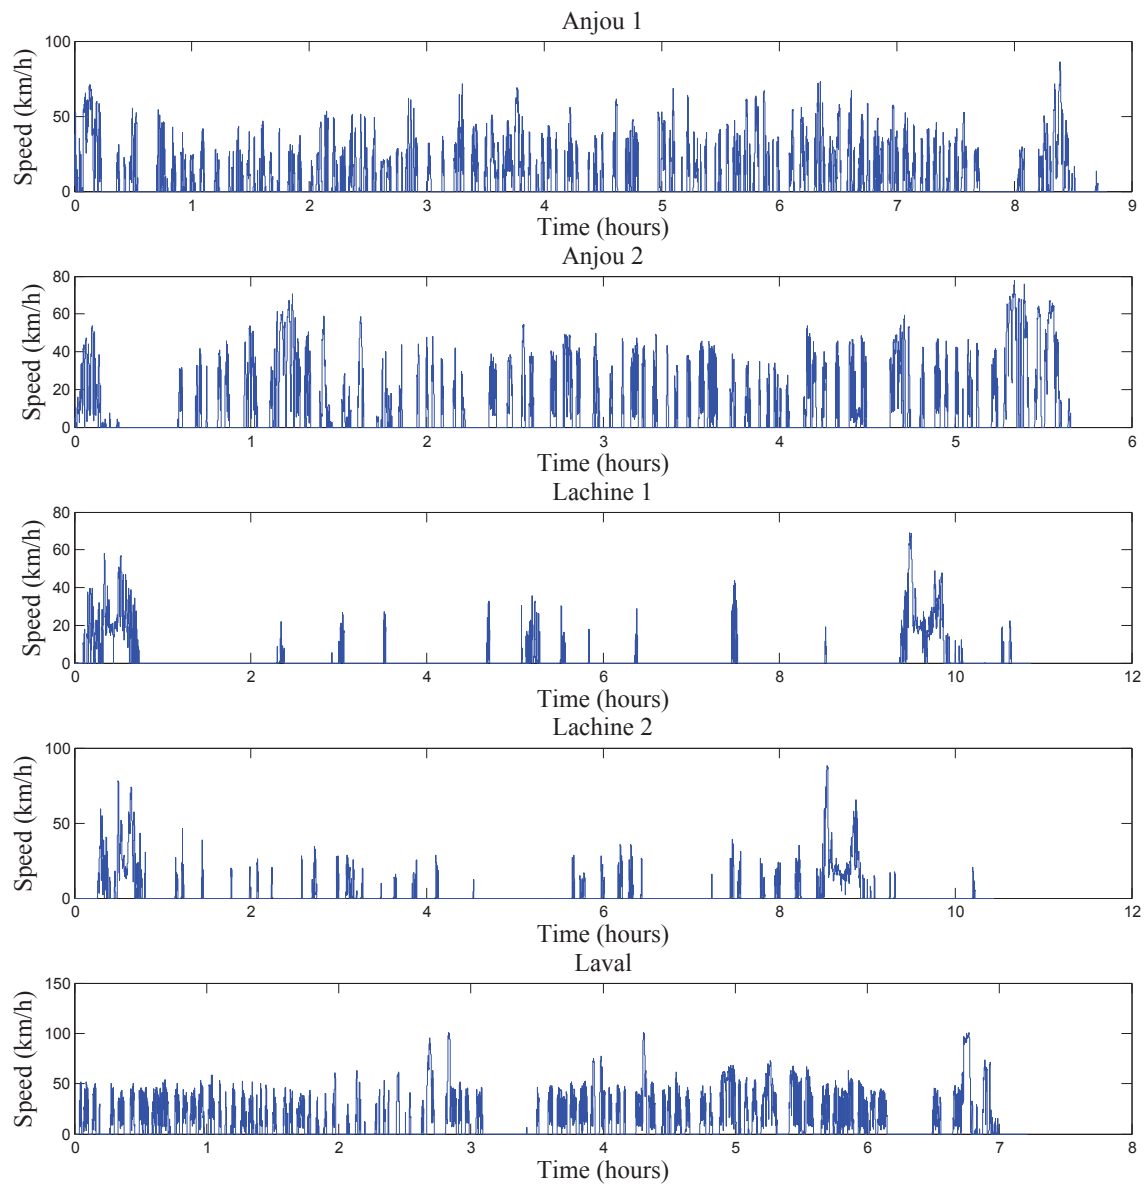 Anjou 1
100
50
0
Speed (km/h)
0 1 2 3 4 5 6 7 8 9
Time (hours)
Anjou 2
80
60
40
20
0
Speed (km/h)
0 1 2 3 4 5 6
Time (hours)
Lachine 1
80
60
40
20
0
Speed (km/h)
0 2 4 6 8 10 12
Time (hours)
Lachine 2
100
50
0
Speed (km/h)
0 2 4 6 8 10 12
Time (hours)
Laval
150
100
50
0
Speed (km/h)
0 1 2 3 4 5 6 7 8
Time (hours)